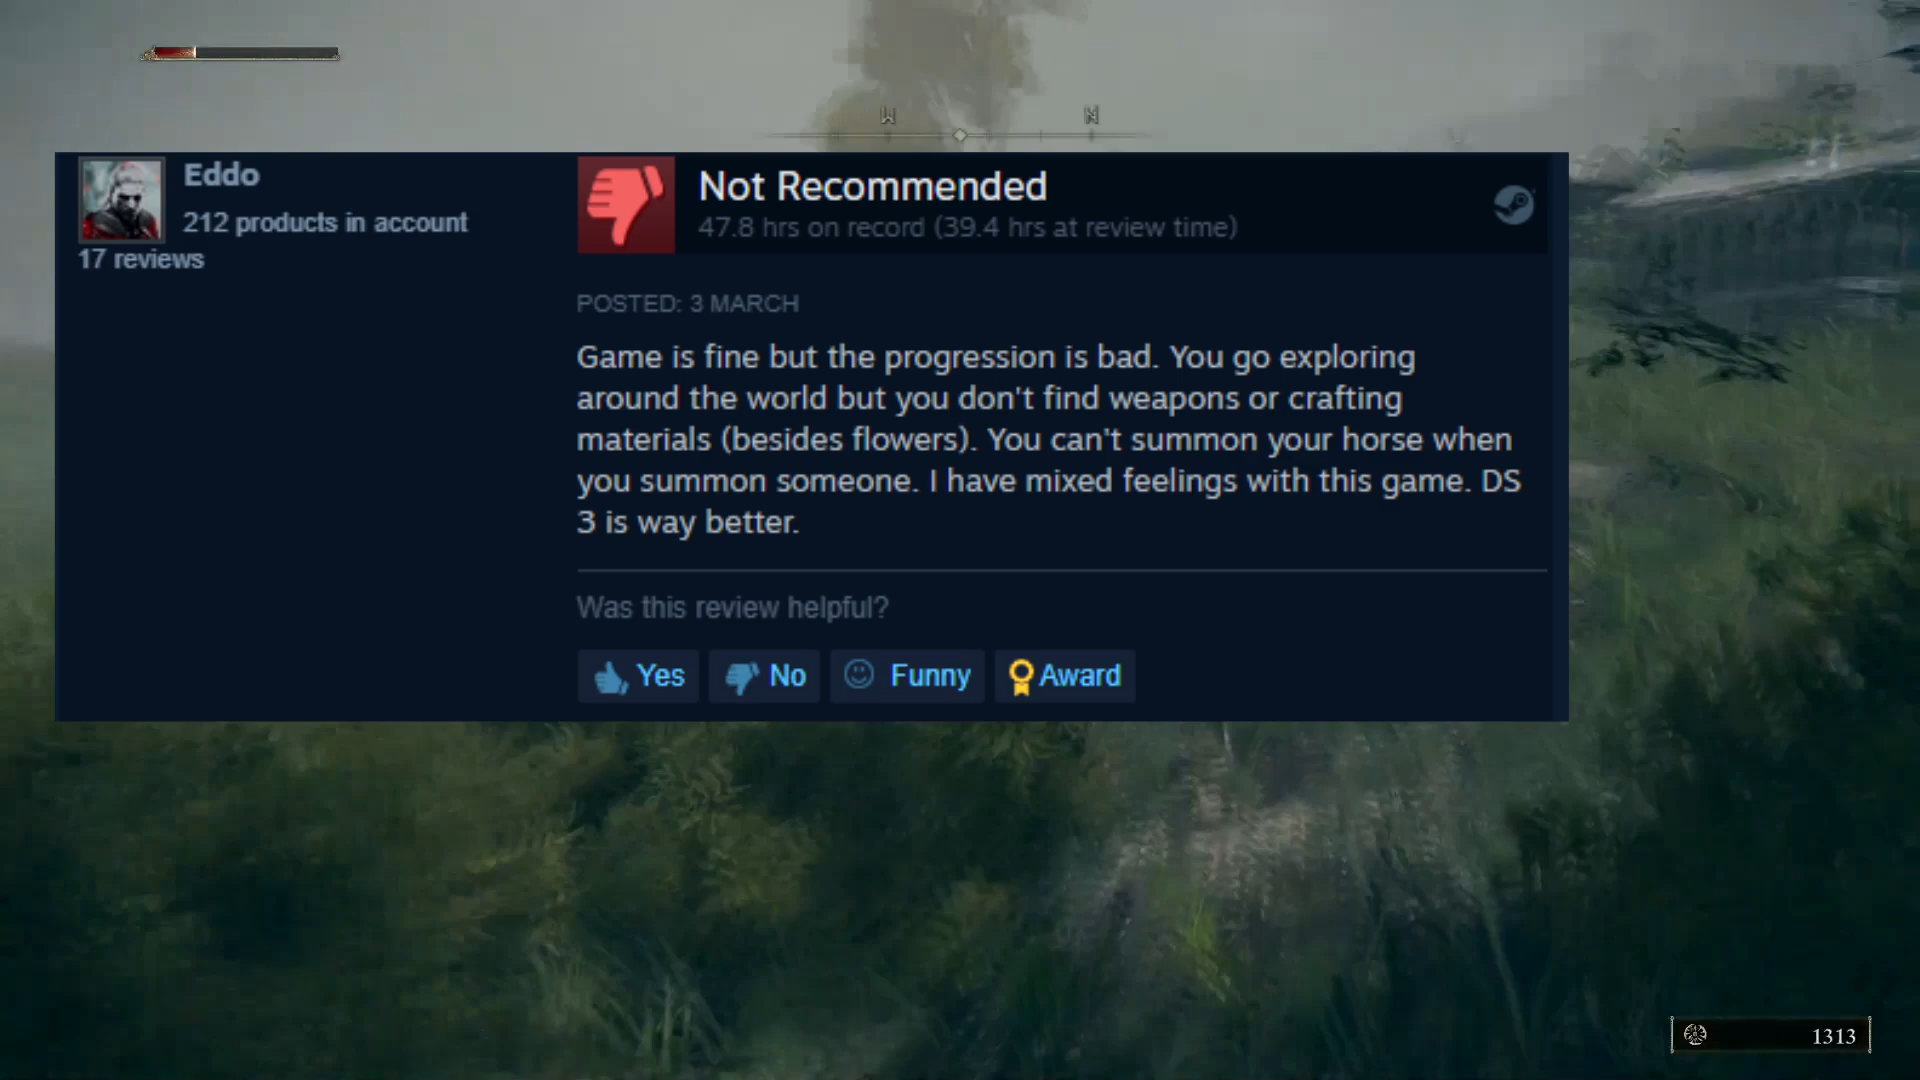 W N
Eddo
212 products in account
17 reviews
Not Recommended
47.8 hrs on record (39.4 hrs at review time)
POSTED: 3 MARCH
Game is fine but the progression is bad. You go exploring
around the world but you don't find weapons or crafting
materials (besides flowers). You can't summon your horse when
you summon someone. I have mixed feelings with this game. DS
3 is way better.
Was this review helpful?
Yes No Funny Award
1313